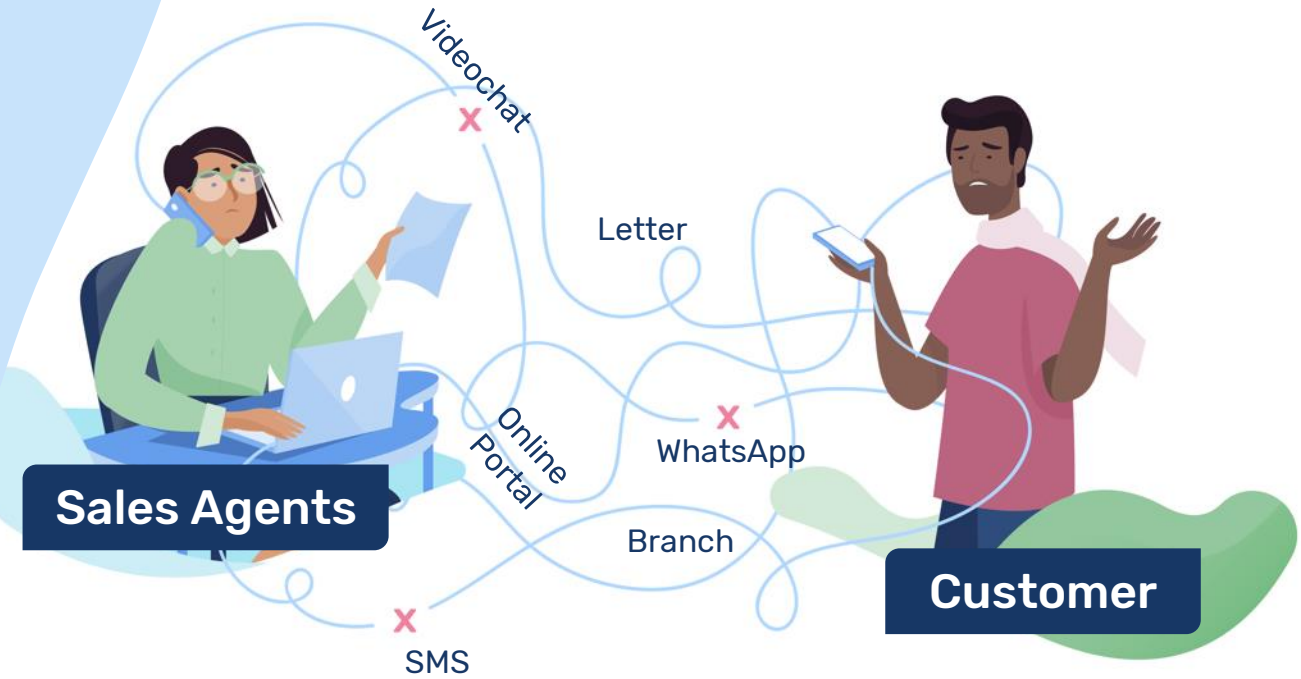 Videochat
Letter
Online
Portal
WhatsApp
Sales Agents
Branch
Customer
SMS